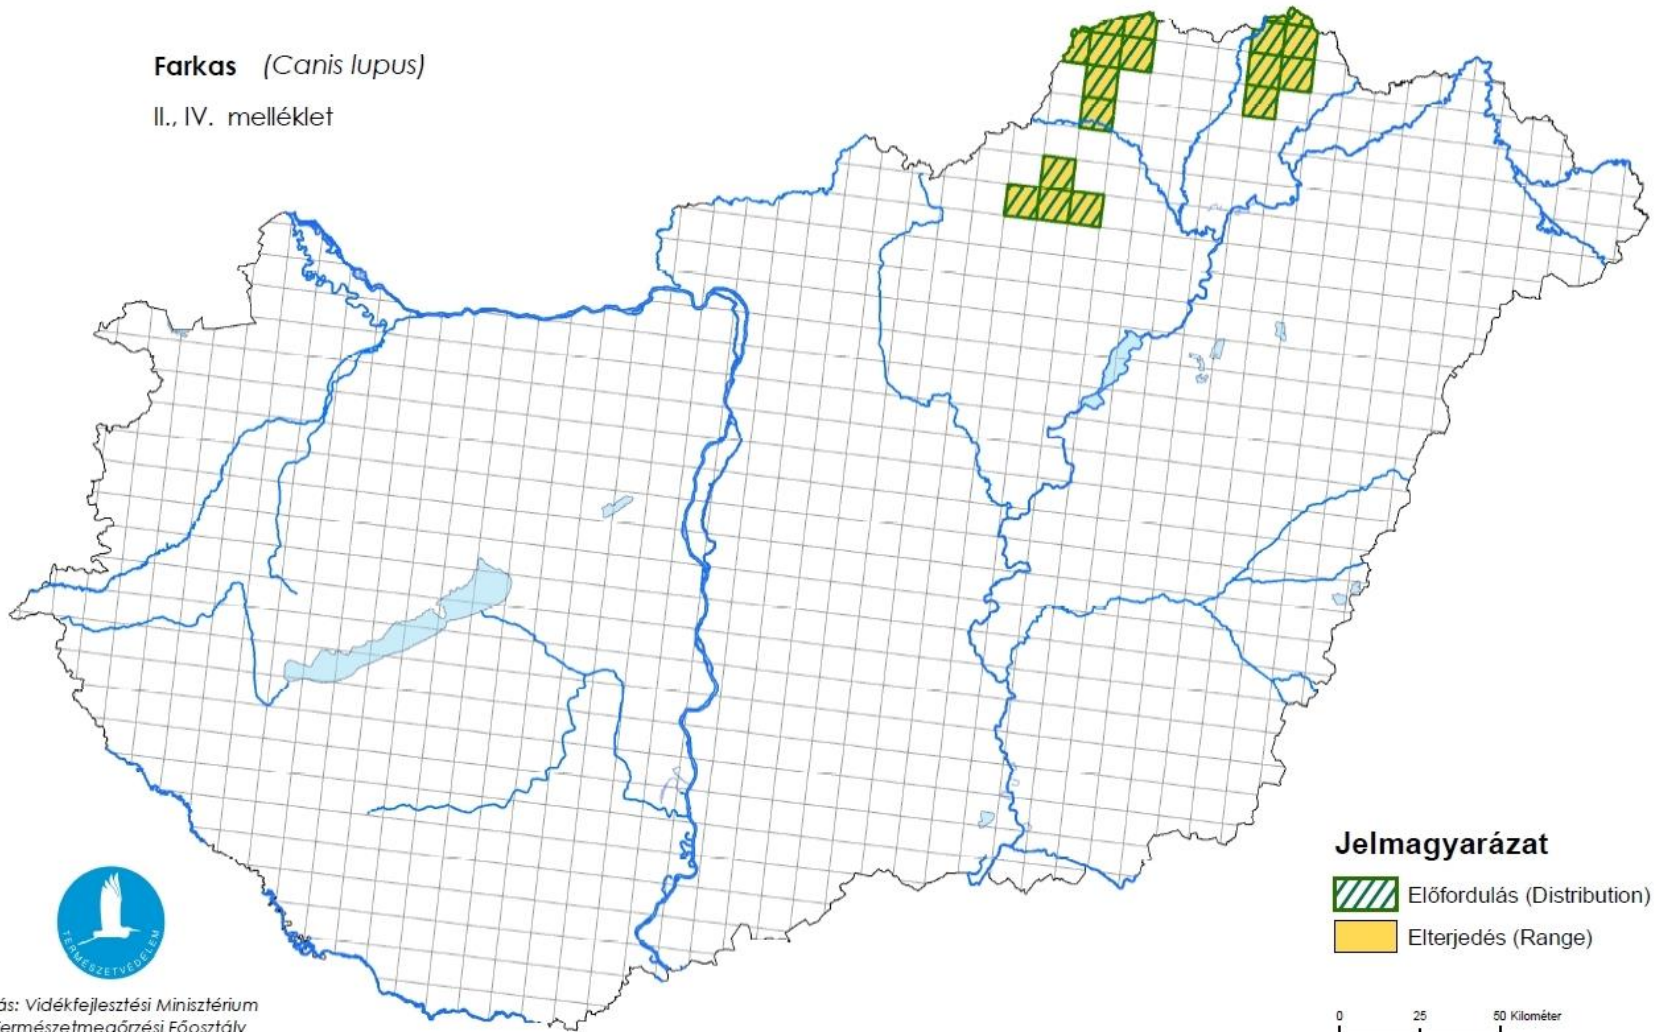 Farkas (Canis lupus)
II., IV. melléklet
Jelmagyarázat
Előfordulás (Distribution)
Elterjedés (Range)
0 25 50 Kilométer
TERMÉSZETVÉDELEM
Vidékfejlesztési Minisztérium
Természetmegőrzési Főosztály